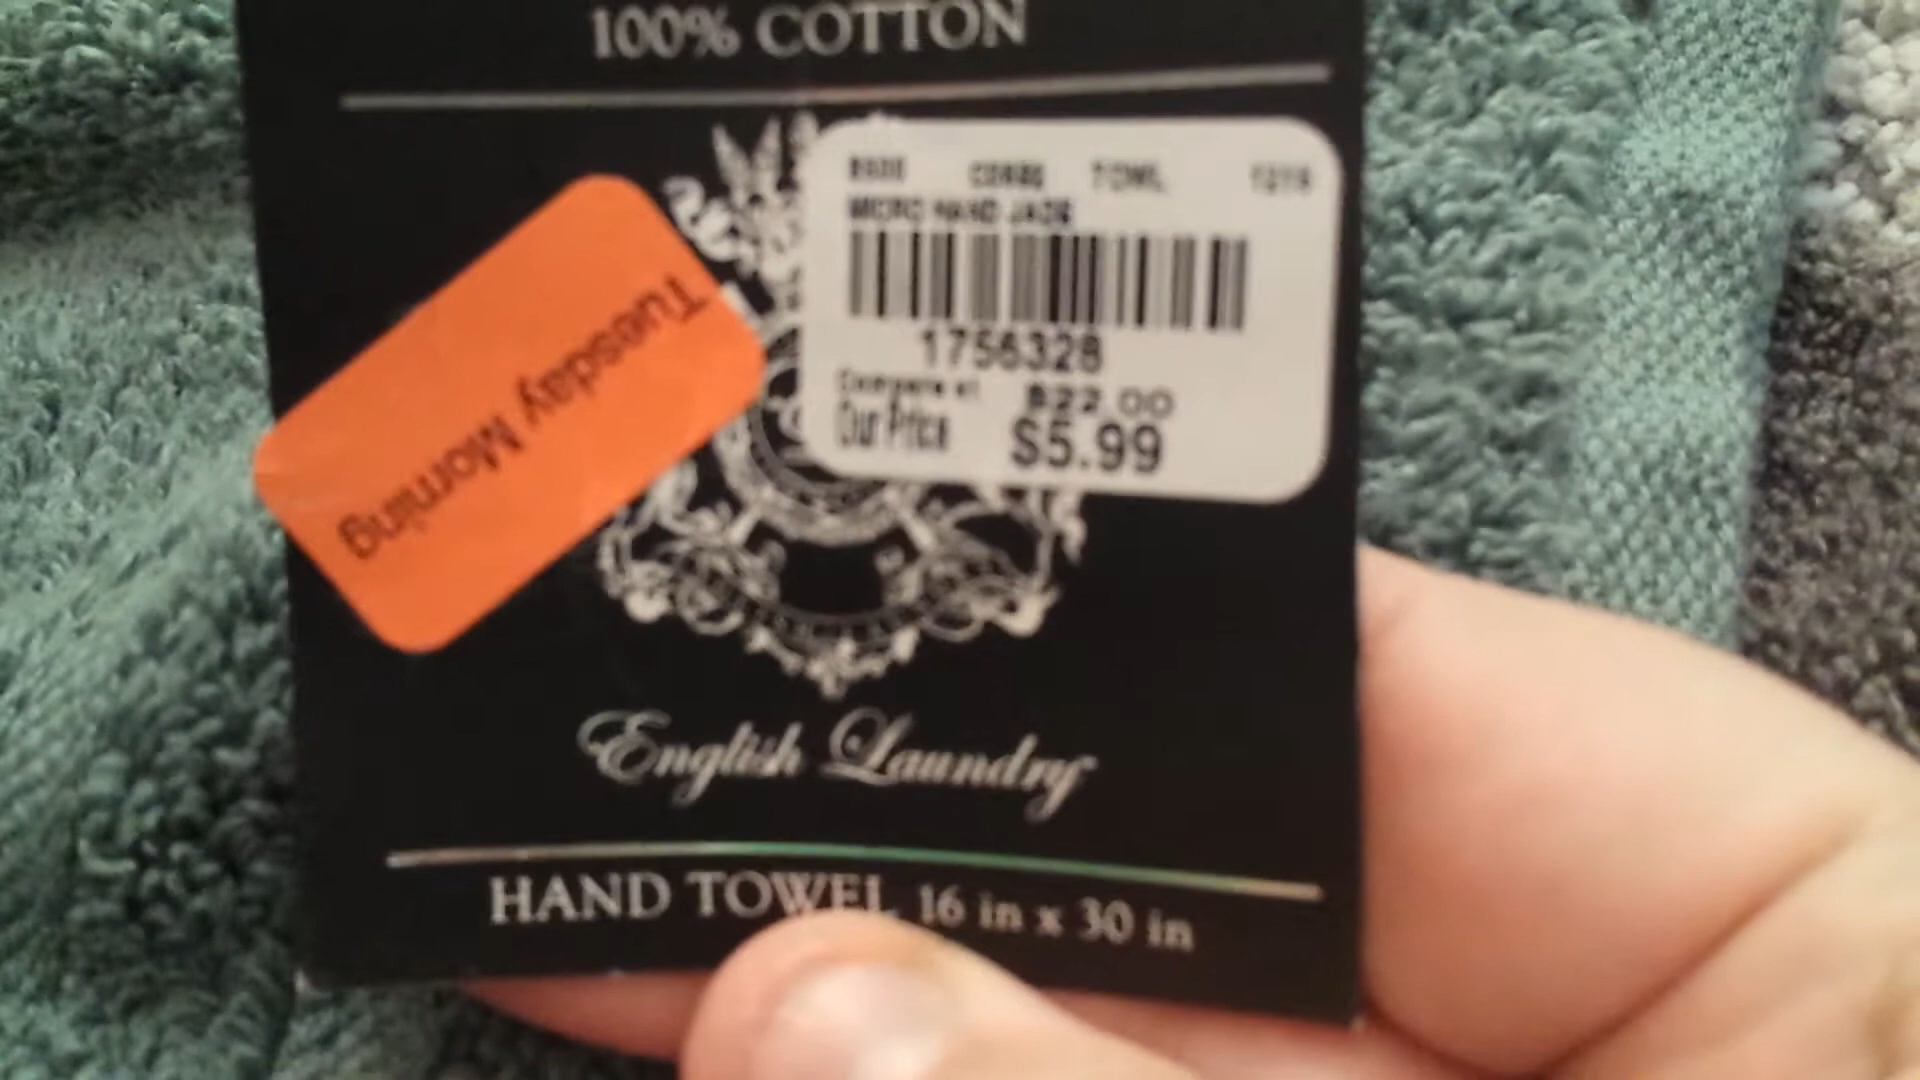 100% COTTON
TOWL
MICRO HAND JADE
1756328
Compare at $22.00
Our Price $5.99
Tuesday Morning
English Laundry
HAND TOWEL 16 in x 30 in